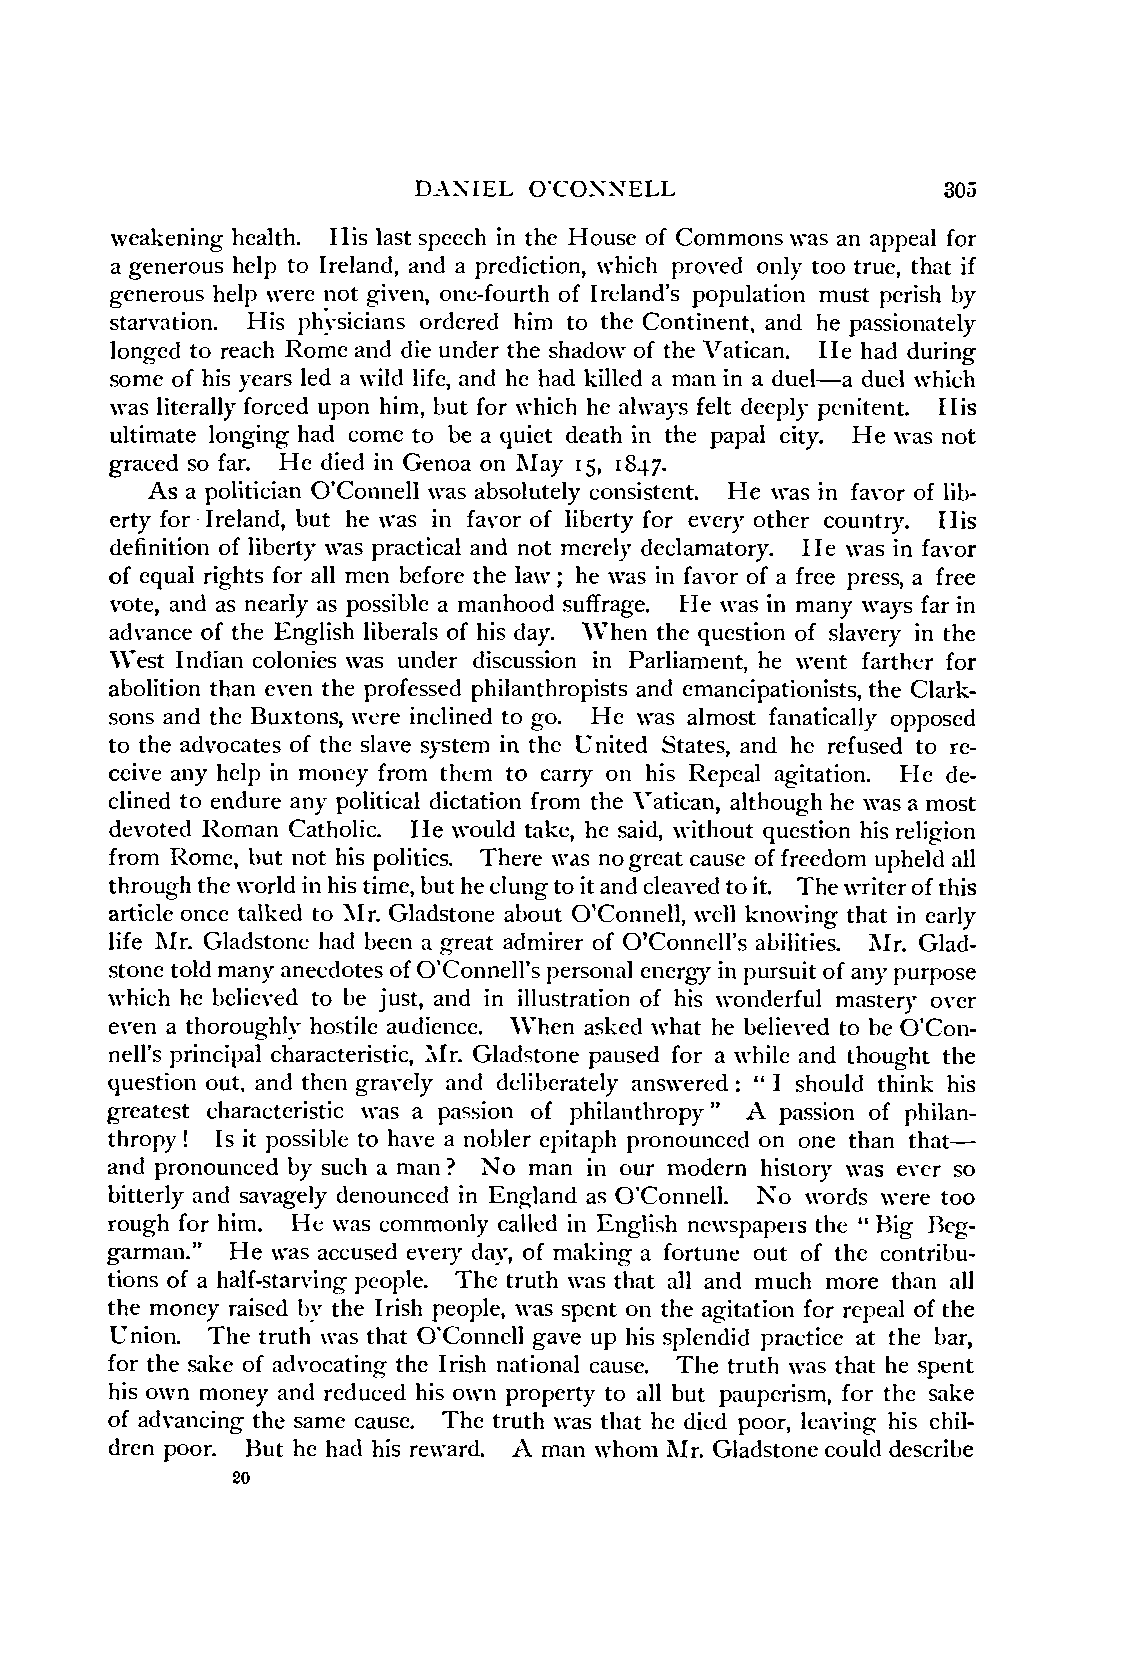 DANIEL O'CONNELL 305
weakening health. His last speech in the House of Commons was an appeal for
a generous help to Ireland, and a prediction, which proved only too true, that if
generous help were not given, one-fourth of Ireland's population must perish by
starvation. His physicians ordered him to the Continent, and he passionately
longed to reach Rome and die under the shadow of the Vatican. He had during
some of his years led a wild life, and he had killed a man in a duel—a duel which
was literally forced upon him, but for which he always felt deeply penitent. His
ultimate longing had come to be a quiet death in the papal city. He was not
graced so far. He died in Genoa on May 15, 1847.
As a politician O'Connell was absolutely consistent. He was in favor of lib-
erty for Ireland, but he was in favor of liberty for every other country. His
definition of liberty was practical and not merely declamatory. He was in favor
of equal rights for all men before the law; he was in favor of a free press, a free
vote, and as nearly as possible a manhood suffrage. He was in many ways far in
advance of the English liberals of his day. When the question of slavery in the
West Indian colonies was under discussion in Parliament, he went farther for
abolition than even the professed philanthropists and emancipationists, the Clark-
sons and the Buxtons, were inclined to go. He was almost fanatically opposed
to the advocates of the slave system in the United States, and he refused to re-
ceive any help in money from them to carry on his Repeal agitation. He de-
clined to endure any political dictation from the Vatican, although he was a most
devoted Roman Catholic. He would take, he said, without question his religion
from Rome, but not his politics. There was no great cause of freedom upheld all
through the world in his time, but he clung to it and cleaved to it. The writer of this
article once talked to Mr. Gladstone about O'Connell, well knowing that in early
life Mr. Gladstone had been a great admirer of O'Connell's abilities. Mr. Glad-
stone told many anecdotes of O'Connell's personal energy in pursuit of any purpose
which he believed to be just, and in illustration of his wonderful mastery over
even a thoroughly hostile audience. When asked what he believed to be O'Con-
nell's principal characteristic, Mr. Gladstone paused for a while and thought the
question out, and then gravely and deliberately answered: "I should think his
greatest characteristic was a passion of philanthropy" A passion of philan-
thropy! Is it possible to have a nobler epitaph pronounced on one than that—
and pronounced by such a man? No man in our modern history was ever so
bitterly and savagely denounced in England as O'Connell. No words were too
rough for him. He was commonly called in English newspapers the "Big Beg-
garman." He was accused every day, of making a fortune out of the contribu-
tions of a half-starving people. The truth was that all and much more than all
the money raised by the Irish people, was spent on the agitation for repeal of the
Union. The truth was that O'Connell gave up his splendid practice at the bar,
for the sake of advocating the Irish national cause. The truth was that he spent
his own money and reduced his own property to all but pauperism, for the sake
of advancing the same cause. The truth was that he died poor, leaving his chil-
dren poor. But he had his reward. A man whom Mr. Gladstone could describe
20